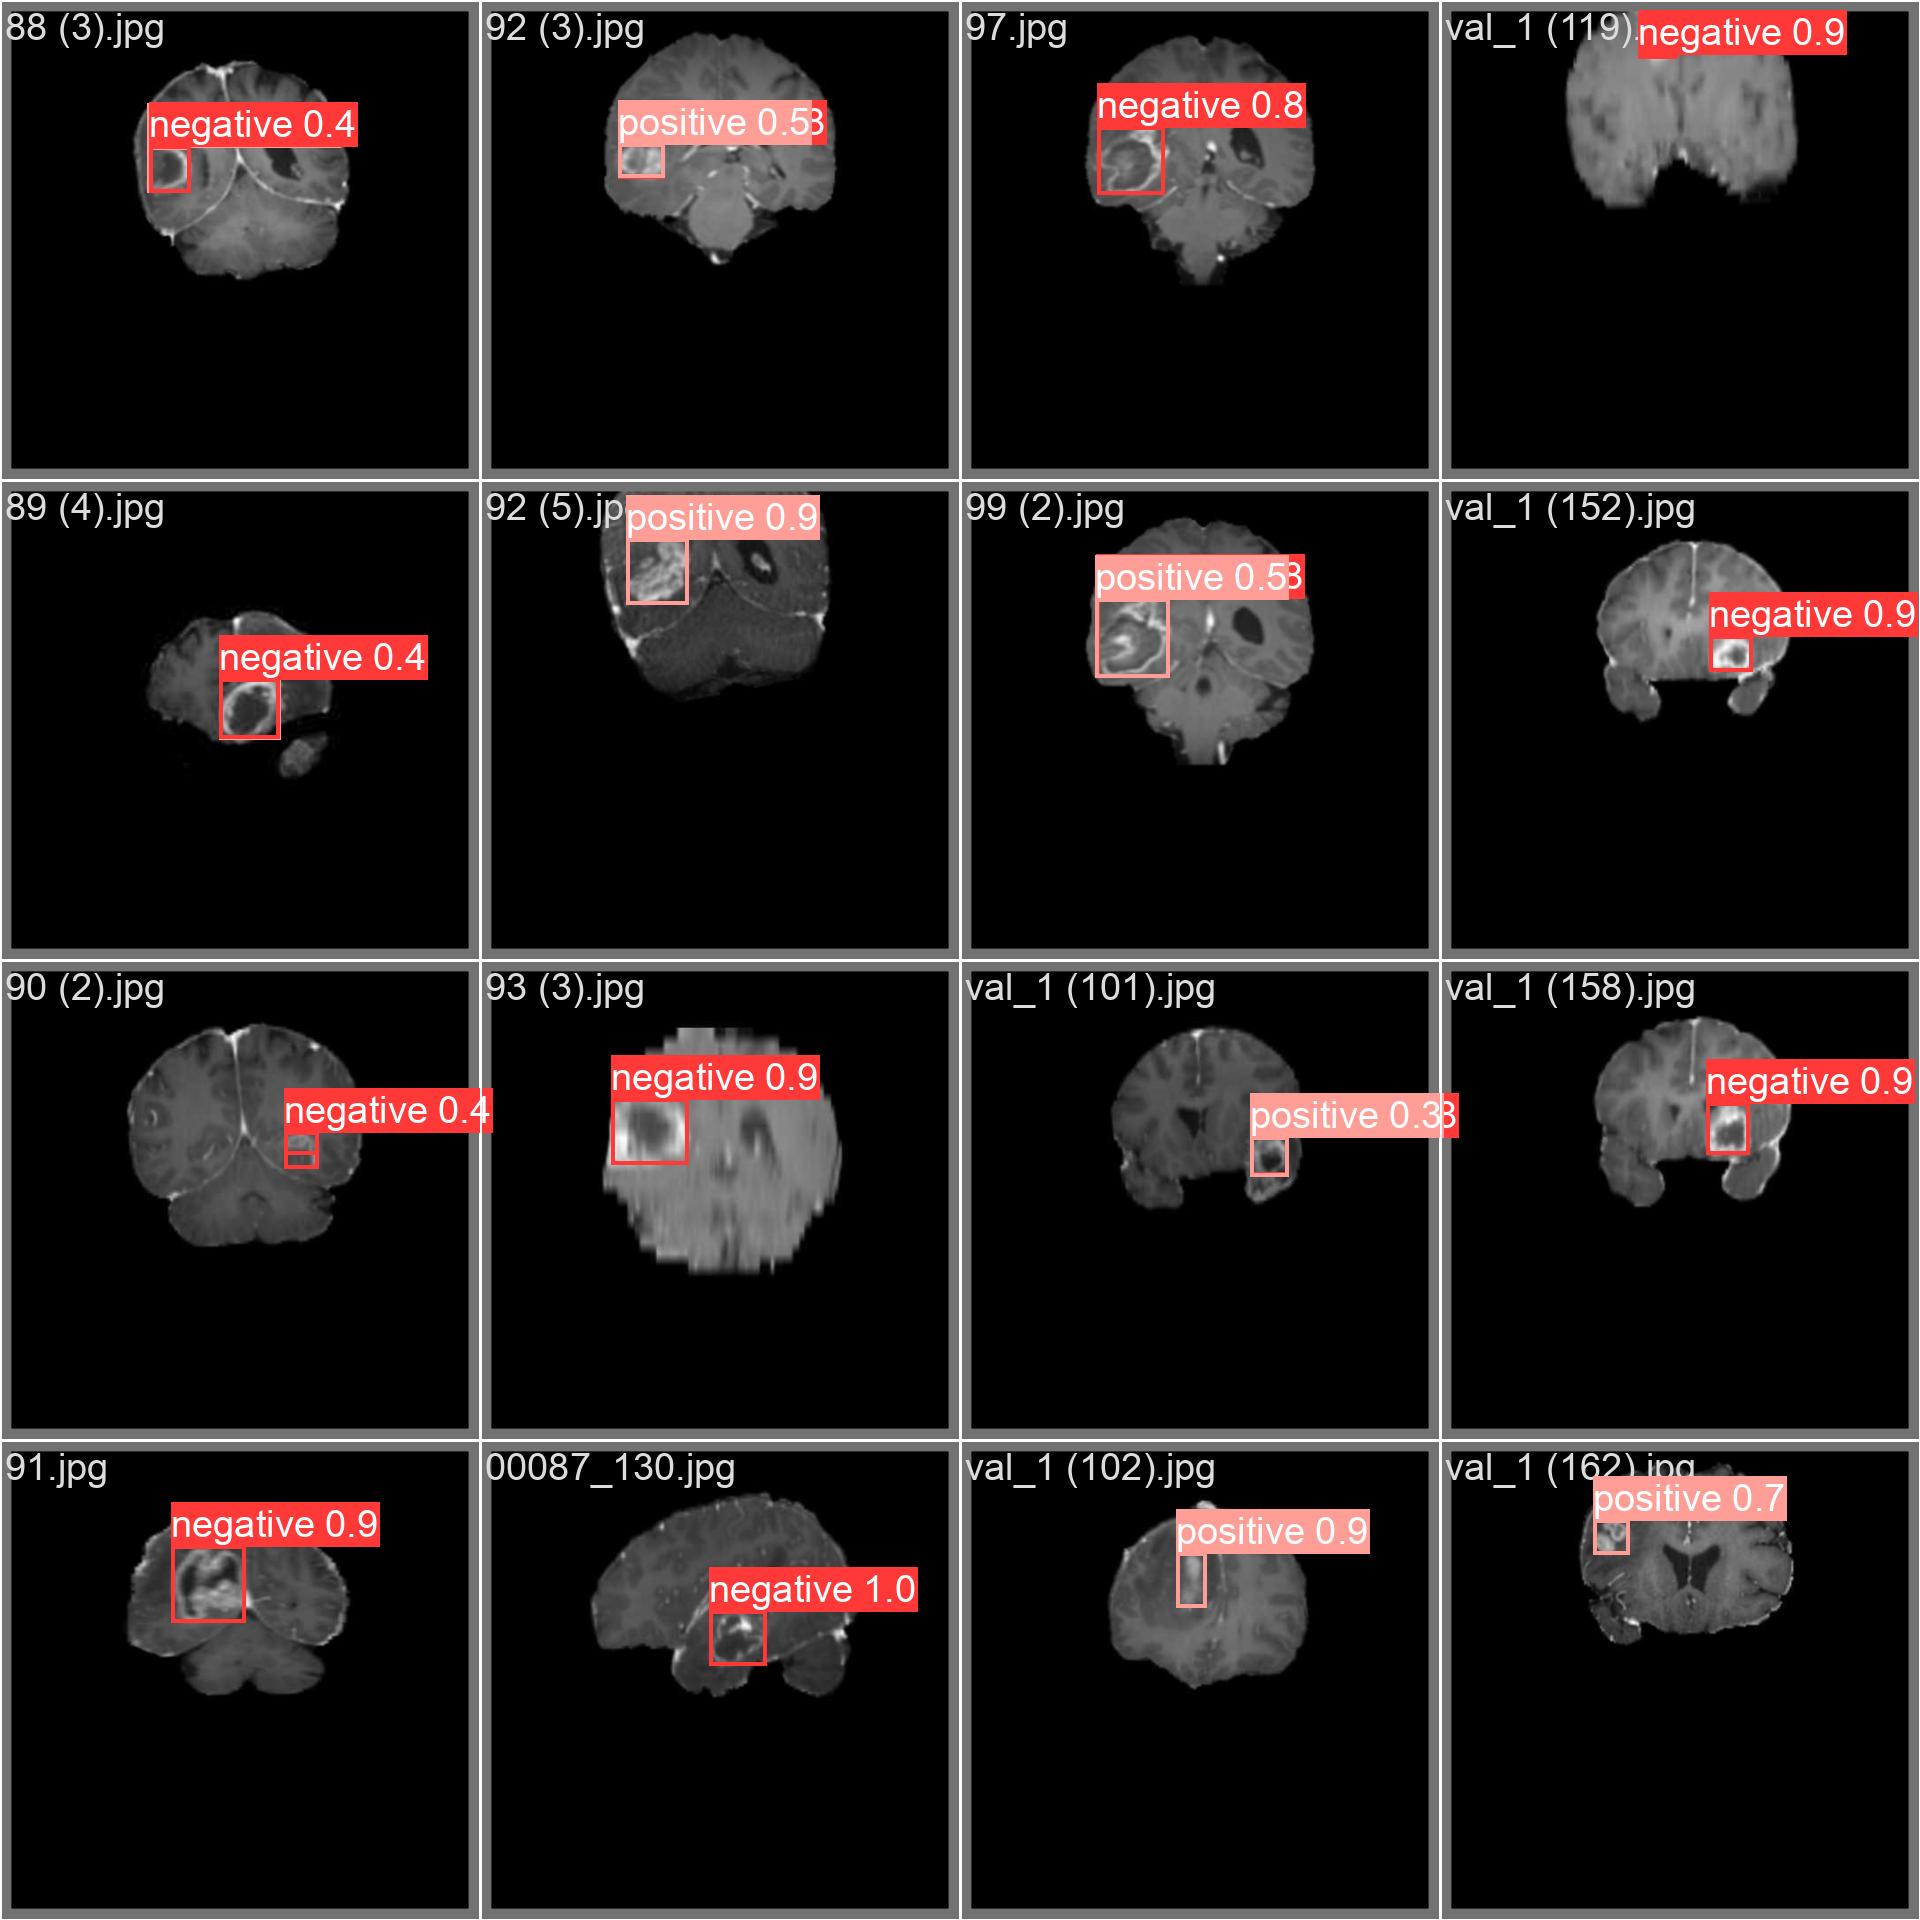 88 (3).jpg
negative 0.4
92 (3).jpg
positive 0.53
97.jpg
negative 0.8
val_1 (119).
negative 0.9
89 (4).jpg
negative 0.4
92 (5).jp
positive 0.9
99 (2).jpg
positive 0.53
val_1 (152).jpg
negative 0.9
90 (2).jpg
negative 0.4
93 (3).jpg
negative 0.9
val_1 (101).jpg
positive 0.33
val_1 (158).jpg
negative 0.9
91.jpg
negative 0.9
00087_130.jpg
negative 1.0
val_1 (102).jpg
positive 0.9
val_1 (162).jpg
positive 0.7